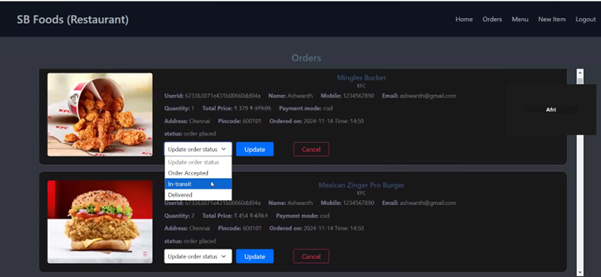 SB Foods (Restaurant)
Home Orders Menu New Item Logout
Orders
Mingles Bucket
KFC
Userid: 673363071e431b00660dd04a Name: Ashwanth Mobile: 1234567890 Email: ashwanth@gmail.com
Quantity: 1 Total Price: ₹ 379
Payment mode: cod
Address: Chennai Pincode: 600101 Ordered on: 2024-11-14 Time: 14:50
status: order placed
Update order status Update Cancel
Update order status
Order Accepted
In-transit
Delivered
Afri
Mexican Zinger Pro Burger
KFC
Userid: 673363071e431b00660dd04a Name: Ashwanth Mobile: 1234567890 Email: ashwanth@gmail.com
Quantity: 2 Total Price: ₹ 454
Payment mode: cod
Address: Chennai Pincode: 600101 Ordered on: 2024-11-14 Time: 14:50
status: order placed
Update order status Update Cancel